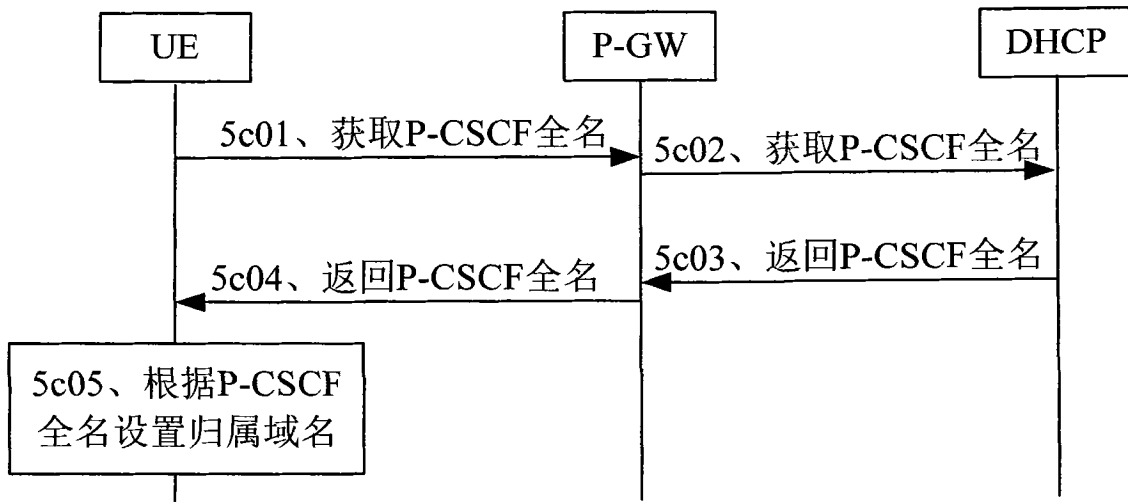 UE
P-GW
DHCP
5c01、获取P-CSCF全名
5c02、获取P-CSCF全名
5c03、返回P-CSCF全名
5c04、返回P-CSCF全名
5c05、根据P-CSCF
全名设置归属域名